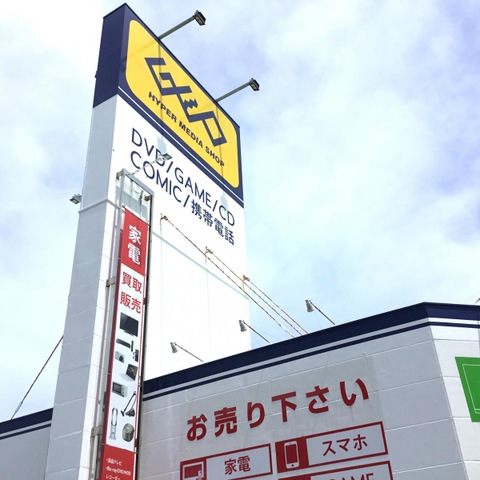 GEO
HYPER MEDIA SHOP
DVD/GAME/CD
COMIC/携帯電話
家電
買取
販売
お売り下さい
家電
スマホ
GAME